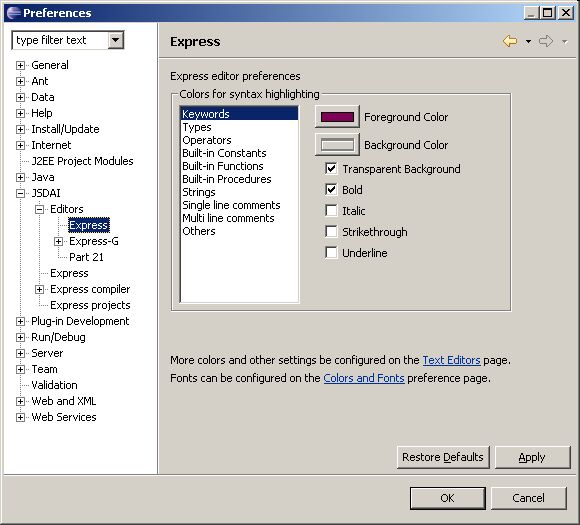 Preferences
type filter text
General
Ant
Data
Help
Install/Update
Internet
J2EE Project Modules
Java
JSDAI
Editors
Express
Express-G
Part 21
Express
Express compiler
Express projects
Plug-in Development
Run/Debug
Server
Team
Validation
Web and XML
Web Services
Express
Express editor preferences
Colors for syntax highlighting
Keywords
Types
Operators
Built-in Constants
Built-in Functions
Built-in Procedures
Strings
Single line comments
Multi line comments
Others
Foreground Color
Background Color
Transparent Background
Bold
Italic
Strikethrough
Underline
More colors and other settings be configured on the Text Editors page.
Fonts can be configured on the Colors and Fonts preference page.
Restore Defaults
Apply
OK
Cancel